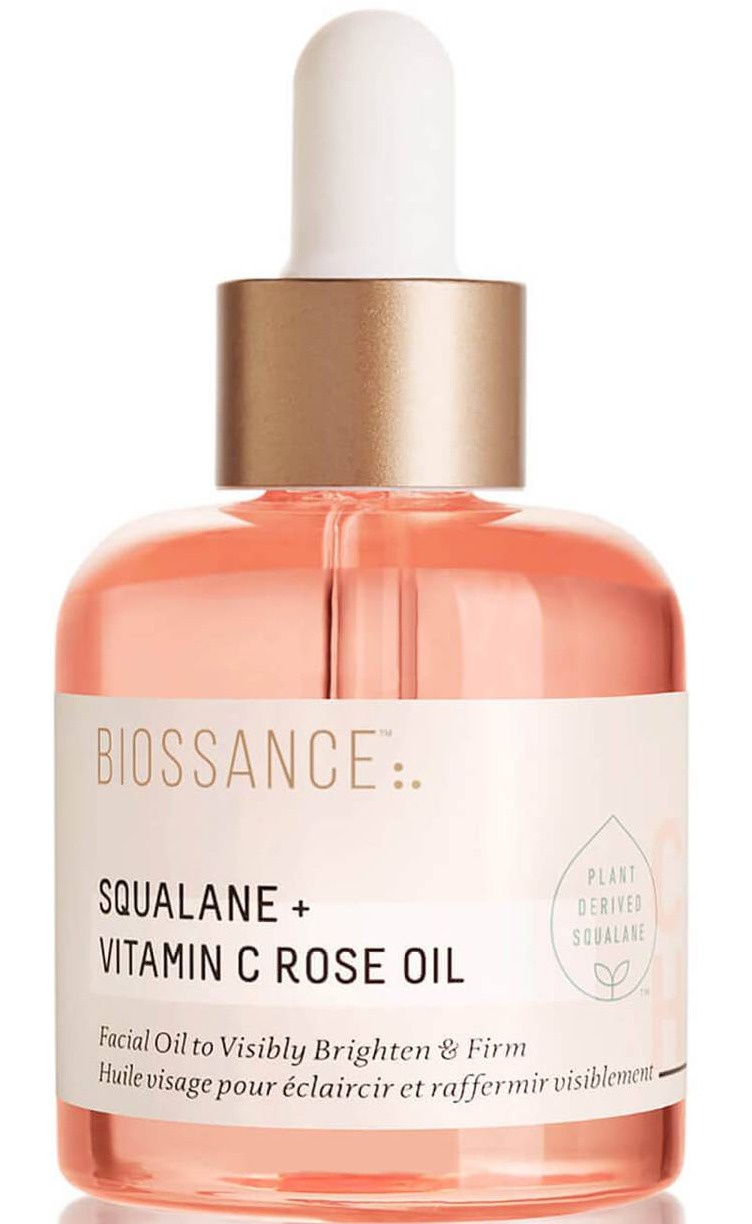 BIOSSANCE™
SQUALANE +
VITAMIN C ROSE OIL
Facial Oil to Visibly Brighten & Firm
Huile visage pour éclaircir et raffermir visiblement
PLANT
DERIVED
SQUALANE
™
C
H